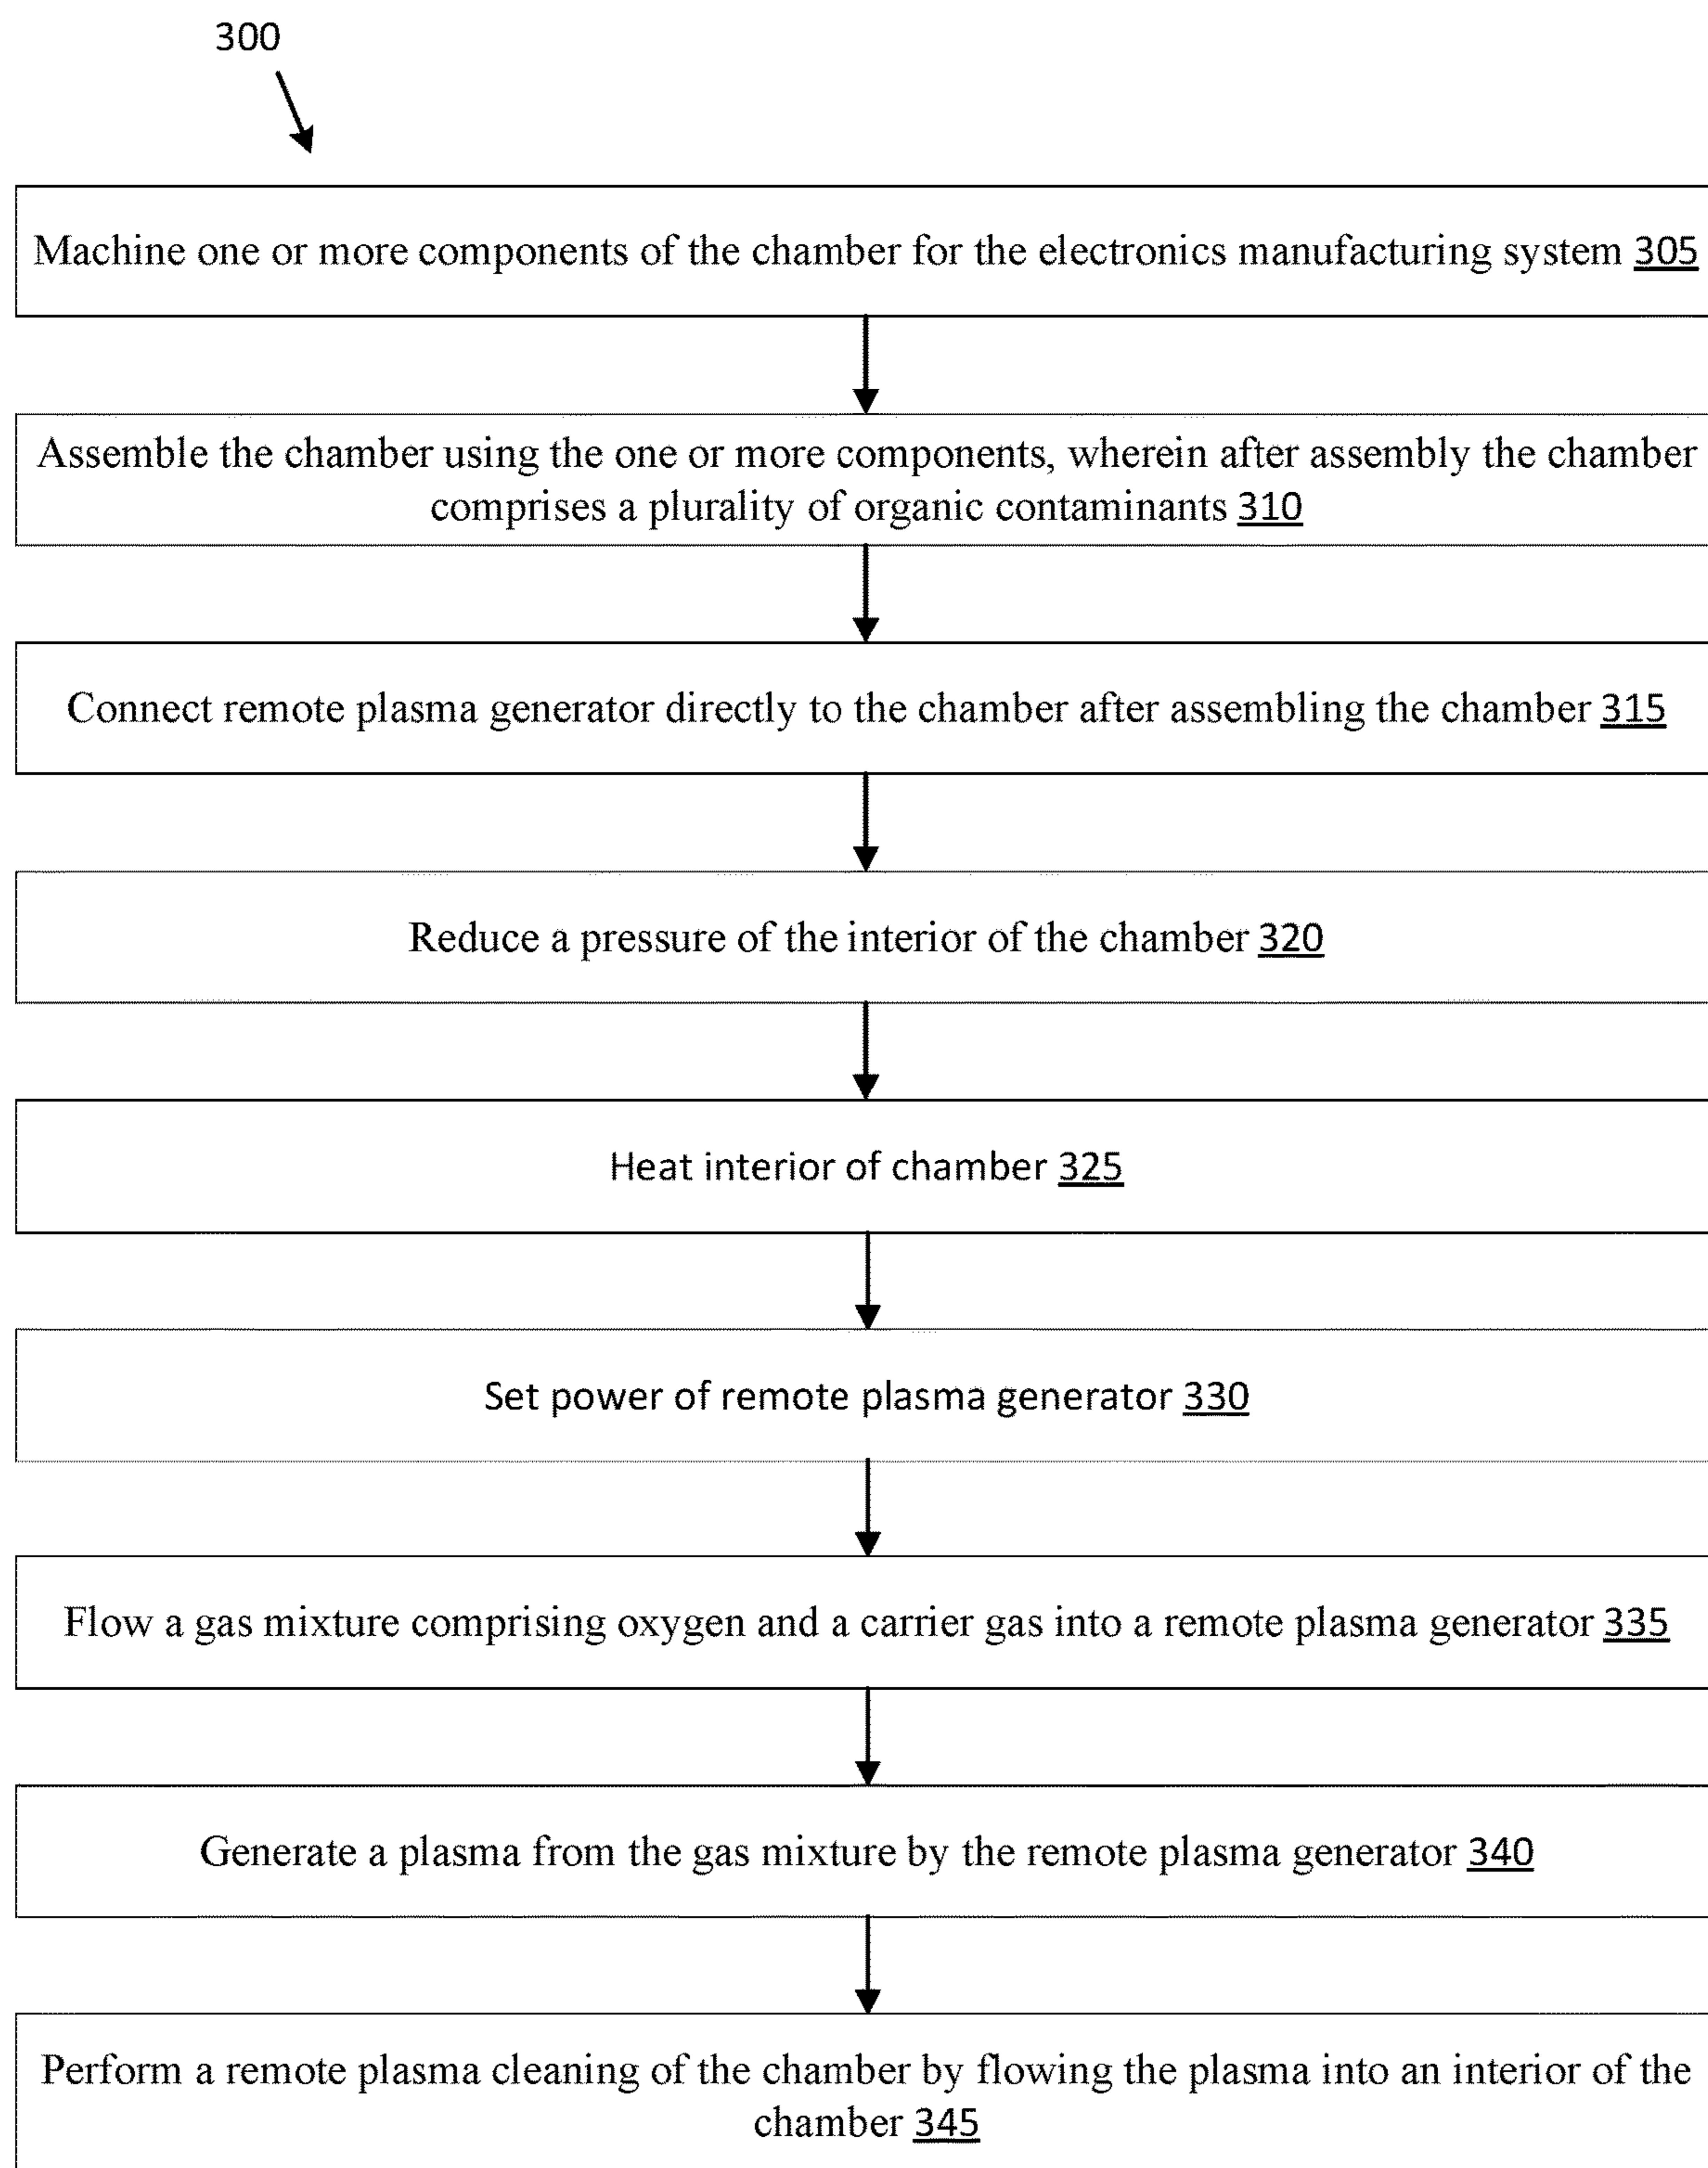 300
Machine one or more components of the chamber for the electronics manufacturing system 305
Assemble the chamber using the one or more components, wherein after assembly the chamber
comprises a plurality of organic contaminants 310
Connect remote plasma generator directly to the chamber after assembling the chamber 315
Reduce a pressure of the interior of the chamber 320
Heat interior of chamber 325
Set power of remote plasma generator 330
Flow a gas mixture comprising oxygen and a carrier gas into a remote plasma generator 335
Generate a plasma from the gas mixture by the remote plasma generator 340
Perform a remote plasma cleaning of the chamber by flowing the plasma into an interior of the
chamber 345